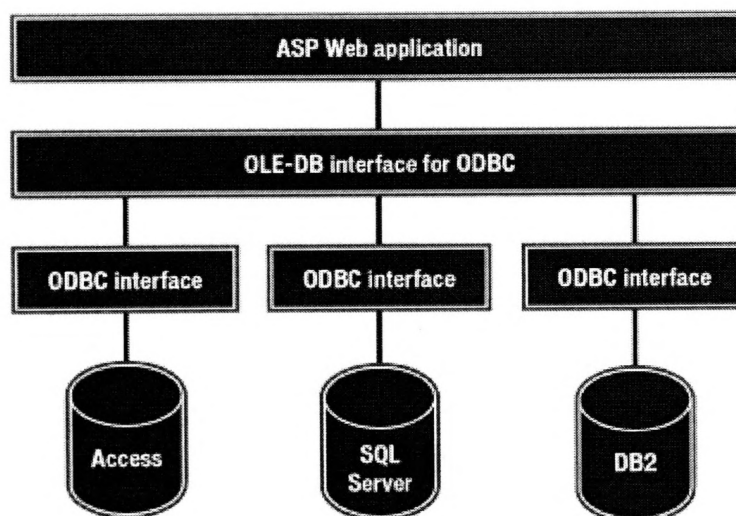 ASP Web application
OLE-DB interface for ODBC
ODBC interface
ODBC interface
ODBC interface
Access
SQL
Server
DB2